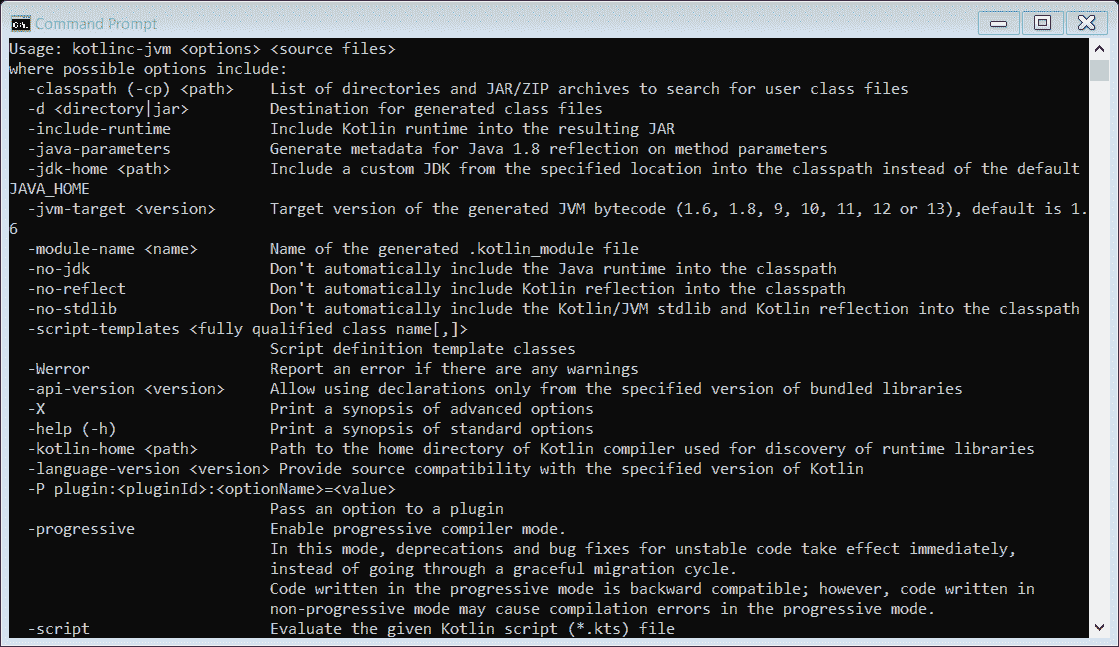 Command Prompt
Usage: kotlinc-jvm <options> <source files>
where possible options include:
  -classpath (-cp) <path>    List of directories and JAR/ZIP archives to search for user class files
  -d <directory|jar>         Destination for generated class files
  -include-runtime           Include Kotlin runtime into the resulting JAR
  -java-parameters           Generate metadata for Java 1.8 reflection on method parameters
  -jdk-home <path>           Include a custom JDK from the specified location into the classpath instead of the default
JAVA_HOME
  -jvm-target <version>      Target version of the generated JVM bytecode (1.6, 1.8, 9, 10, 11, 12 or 13), default is 1.
6
  -module-name <name>        Name of the generated .kotlin_module file
  -no-jdk                    Don't automatically include the Java runtime into the classpath
  -no-reflect                Don't automatically include Kotlin reflection into the classpath
  -no-stdlib                 Don't automatically include the Kotlin/JVM stdlib and Kotlin reflection into the classpath
  -script-templates <fully qualified class name[,]>
                             Script definition template classes
  -Werror                    Report an error if there are any warnings
  -api-version <version>     Allow using declarations only from the specified version of bundled libraries
  -X                         Print a synopsis of advanced options
  -help (-h)                 Print a synopsis of standard options
  -kotlin-home <path>        Path to the home directory of Kotlin compiler used for discovery of runtime libraries
  -language-version <version> Provide source compatibility with the specified version of Kotlin
  -P plugin:<pluginId>:<optionName>=<value>
                             Pass an option to a plugin
  -progressive               Enable progressive compiler mode.
                             In this mode, deprecations and bug fixes for unstable code take effect immediately,
                             instead of going through a graceful migration cycle.
                             Code written in the progressive mode is backward compatible; however, code written in
                             non-progressive mode may cause compilation errors in the progressive mode.
  -script                    Evaluate the given Kotlin script (*.kts) file